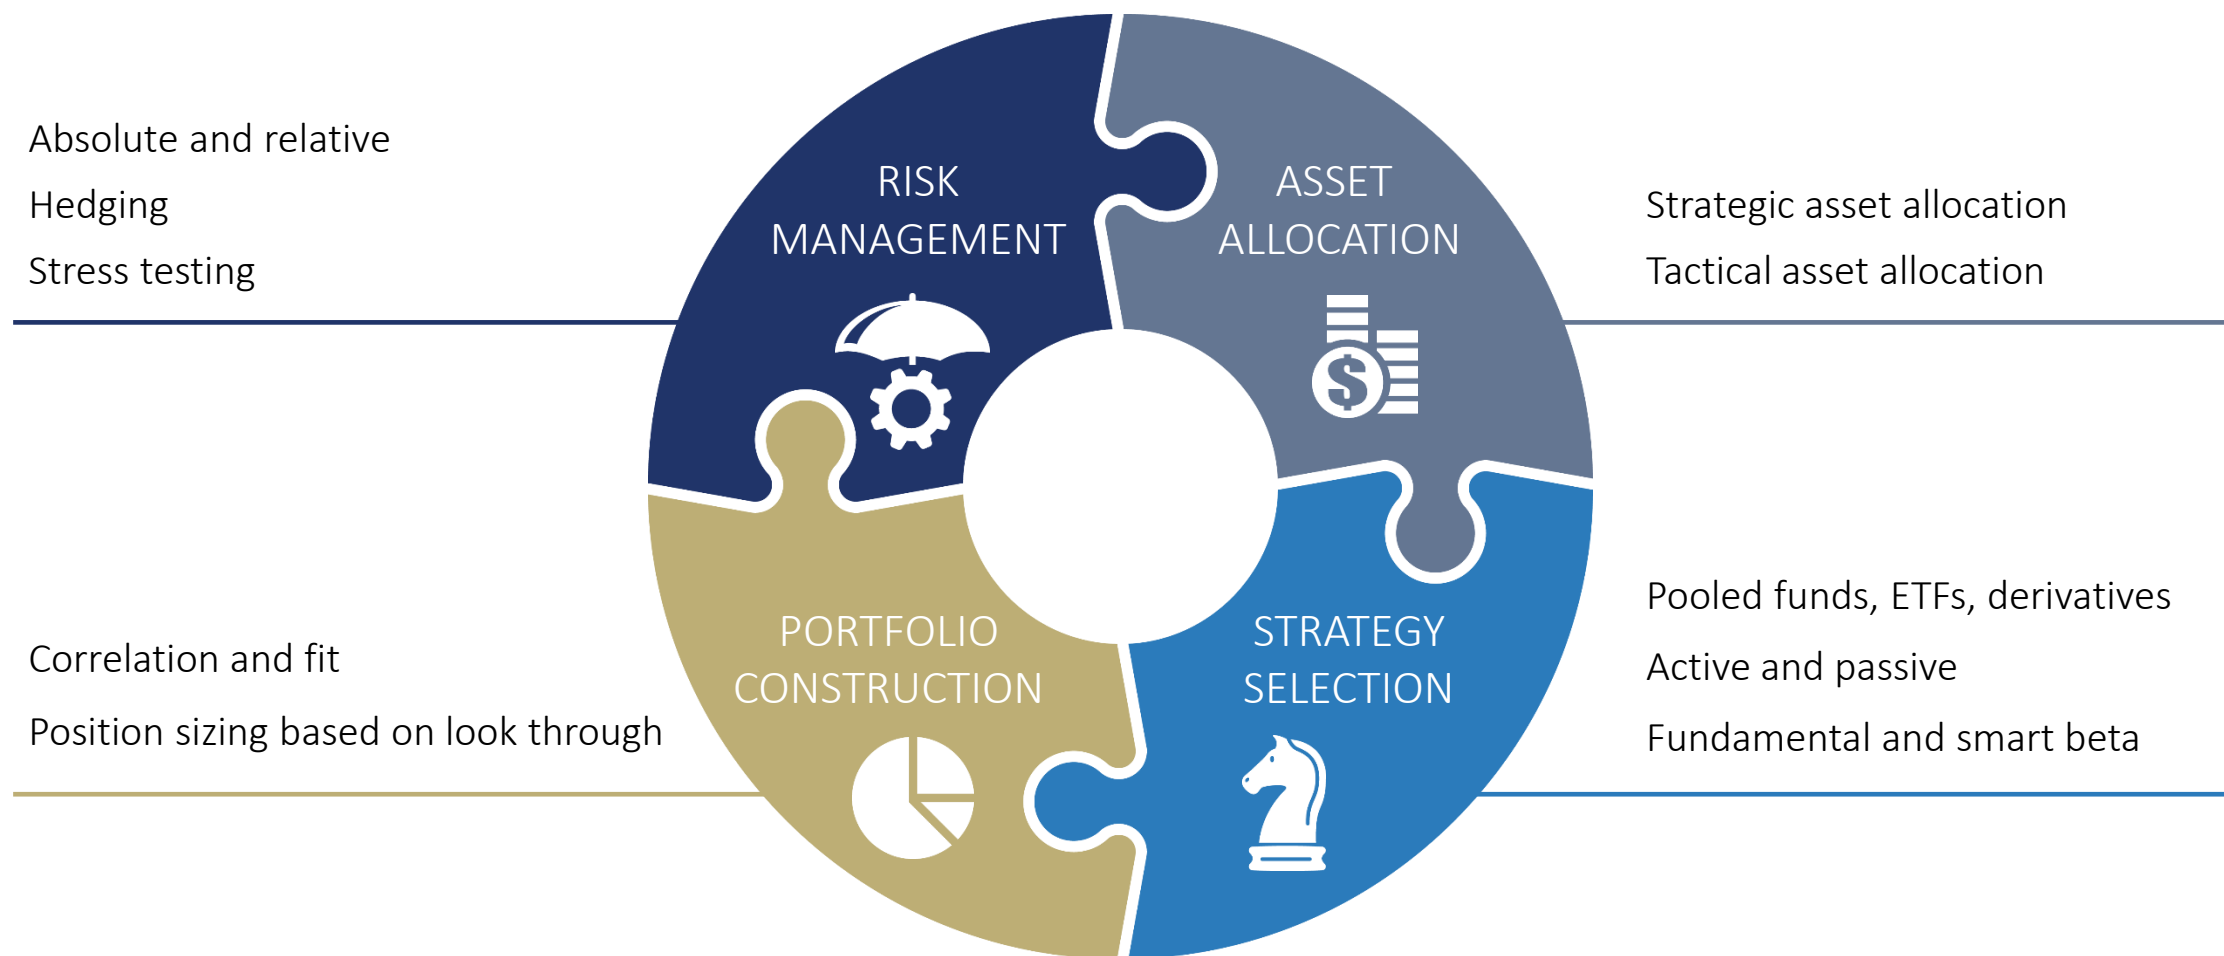 Absolute and relative
Hedging
Stress testing
RISK
MANAGEMENT
ASSET
ALLOCATION
Strategic asset allocation
Tactical asset allocation
Correlation and fit
Position sizing based on look through
PORTFOLIO
CONSTRUCTION
STRATEGY
SELECTION
Pooled funds, ETFs, derivatives
Active and passive
Fundamental and smart beta
$